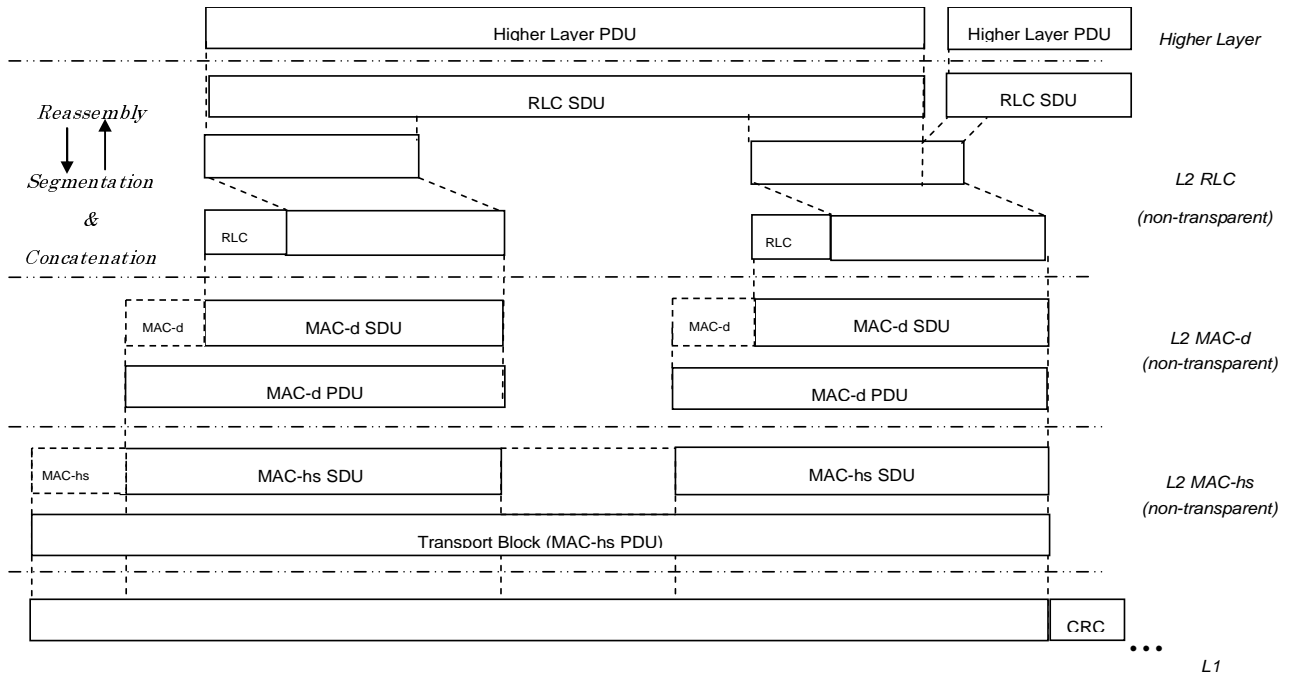 Higher Layer PDU
Higher Layer PDU
Higher Layer
RLC SDU
RLC SDU
Reassembly
Segmentation
&
Concatenation
L2 RLC
(non-transparent)
RLC
RLC
MAC-d
MAC-d SDU
MAC-d
MAC-d SDU
L2 MAC-d
(non-transparent)
MAC-d PDU
MAC-d PDU
MAC-hs
MAC-hs SDU
MAC-hs SDU
L2 MAC-hs
(non-transparent)
Transport Block (MAC-hs PDU)
CRC
•••
L1